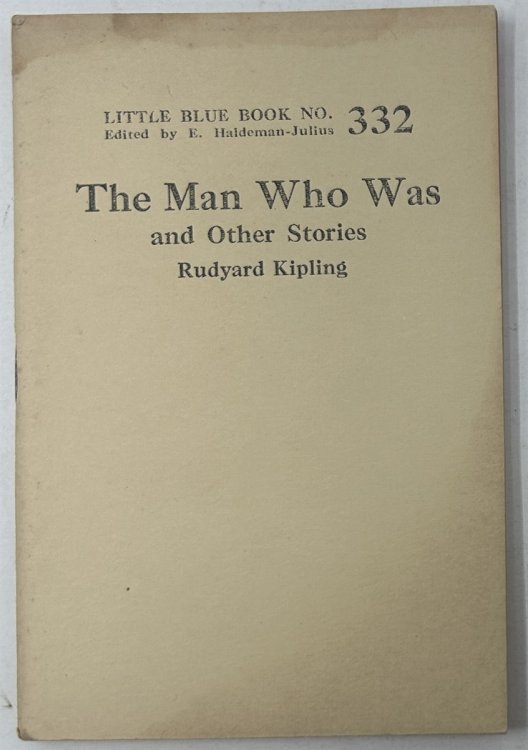 LITTLE BLUE BOOK NO. 332
Edited by E. Haldeman-Julius
The Man Who Was
and Other Stories
Rudyard Kipling